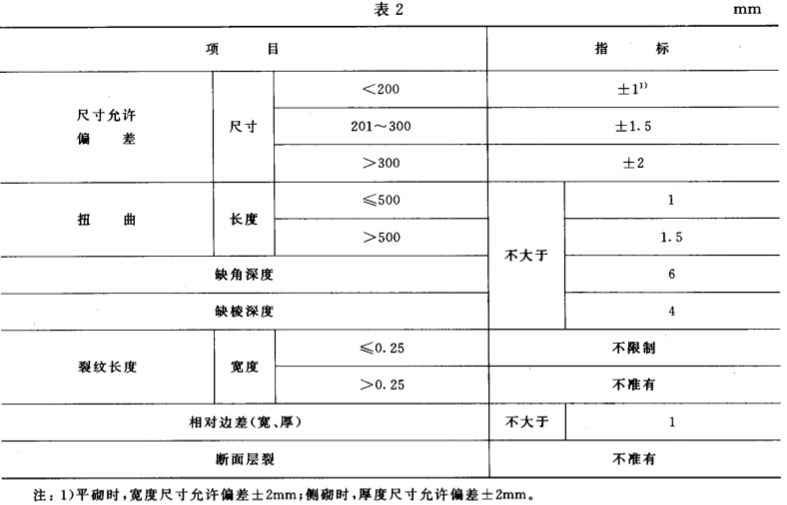 表 2 mm
项 目 指 标
尺寸允许偏 差 尺寸 <200 ±1¹⁾
201～300 ±1.5
>300 ±2
扭 曲 长度 ≤500 不大于 1
>500 1.5
缺角深度 6
缺棱深度 4
裂纹长度 宽度 ≤0.25 不限制
>0.25 不准有
相对边差(宽、厚) 不大于 1
断面层裂 不准有
注：1)平砌时,宽度尺寸允许偏差±2mm;侧砌时,厚度尺寸允许偏差±2mm。